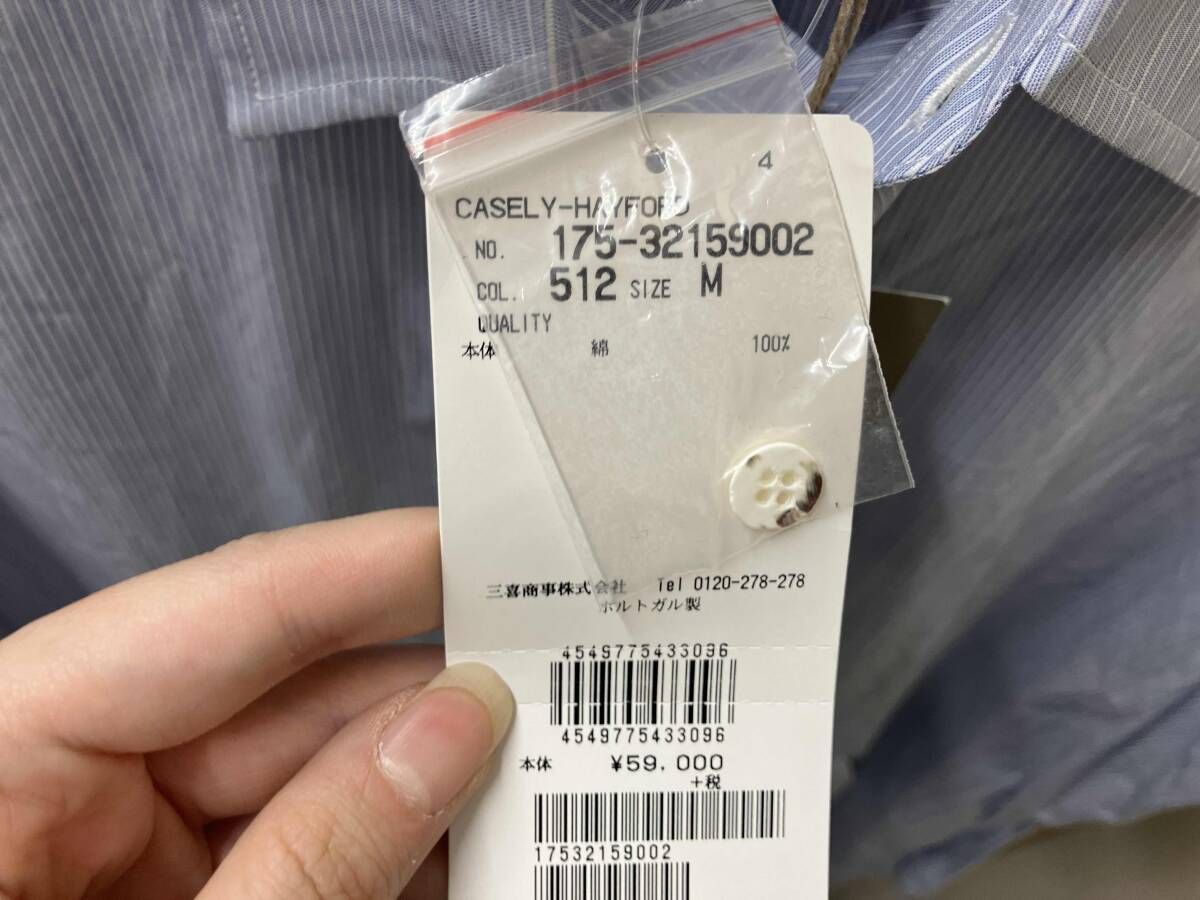 4
CASELY-HAYFORD
NO. 175-32159002
COL. 512 SIZE M
QUALITY
本体 綿 100%
三喜商事株式会社 Tel 0120-278-278
ポルトガル製
4549775433096
4549775433096
本体 ¥59,000
+税
17532159002